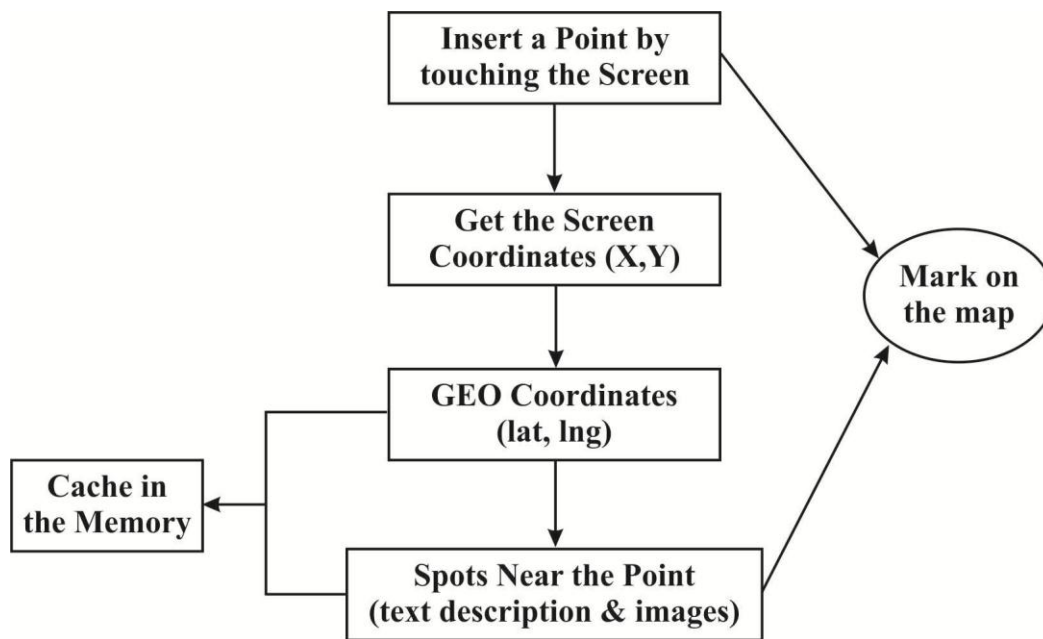 Insert a Point by
touching the Screen
Get the Screen
Coordinates (X,Y)
Mark on
the map
GEO Coordinates
(lat, lng)
Cache in
the Memory
Spots Near the Point
(text description & images)